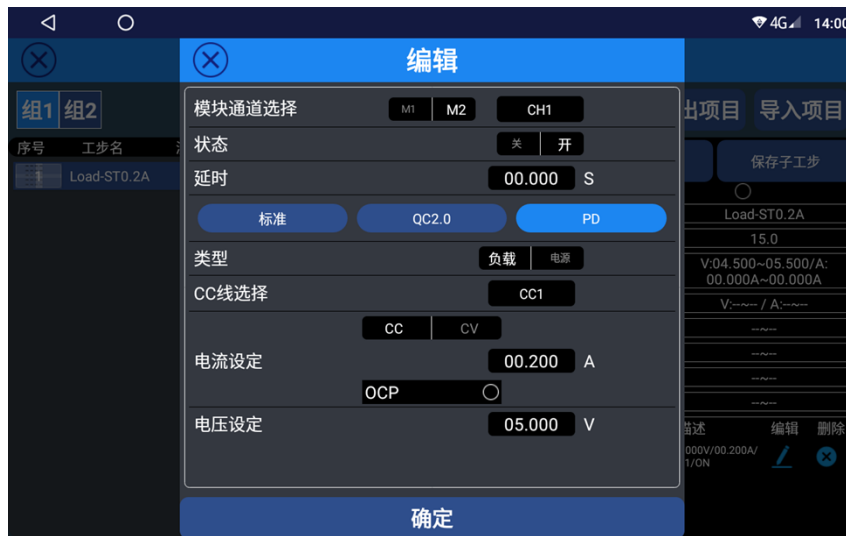 4G 14:00
编辑
组1 组2
出项目 导入项目
模块通道选择 M1 M2 CH1
序号 工步名
状态 关 开
保存子工步
1 Load-ST0.2A
延时 00.000 S
标准 QC2.0 PD
Load-ST0.2A
15.0
类型 负载 电源
V:04.500~05.500/A:
00.000A~00.000A
CC线选择 CC1
V:--~-- / A:--~--
CC CV
--~--
电流设定 00.200 A
--~--
--~--
OCP
--~--
电压设定 05.000 V
描述 编辑 删除
000V/00.200A/
1/ON
确定